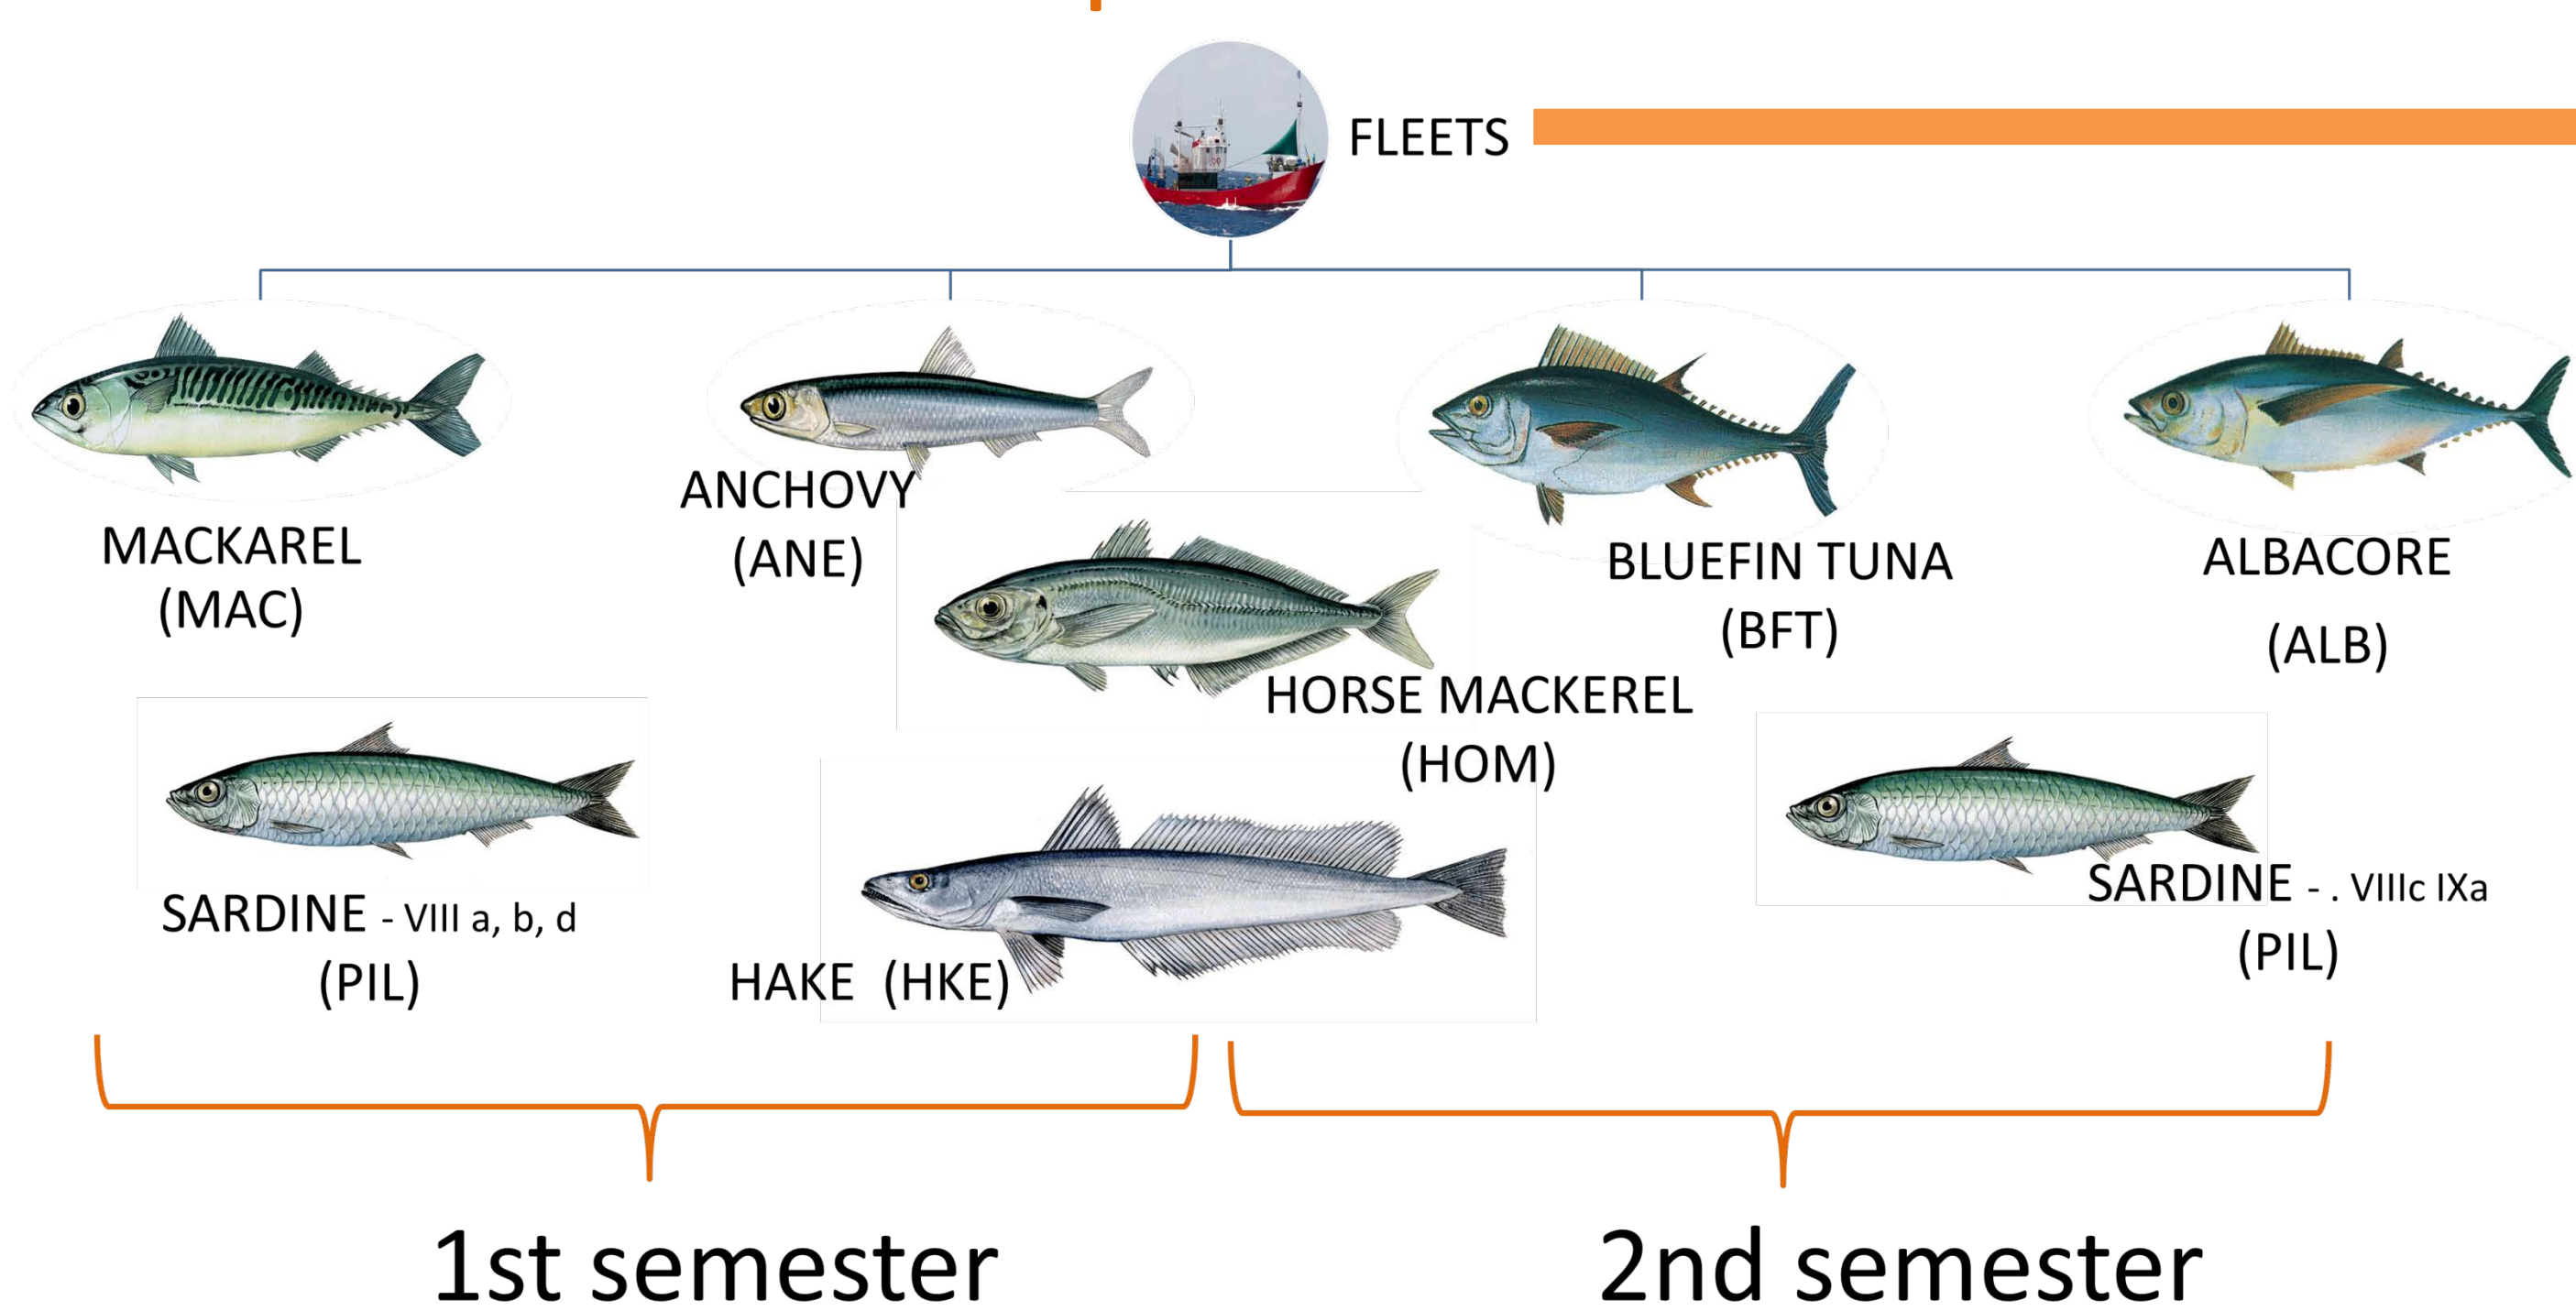 FLEETS
MACKAREL
(MAC)
ANCHOVY
(ANE)
BLUEFIN TUNA
(BFT)
ALBACORE
(ALB)
HORSE MACKEREL
(HOM)
SARDINE - VIII a, b, d
(PIL)
HAKE (HKE)
SARDINE - . VIIIc IXa
(PIL)
1st semester
2nd semester